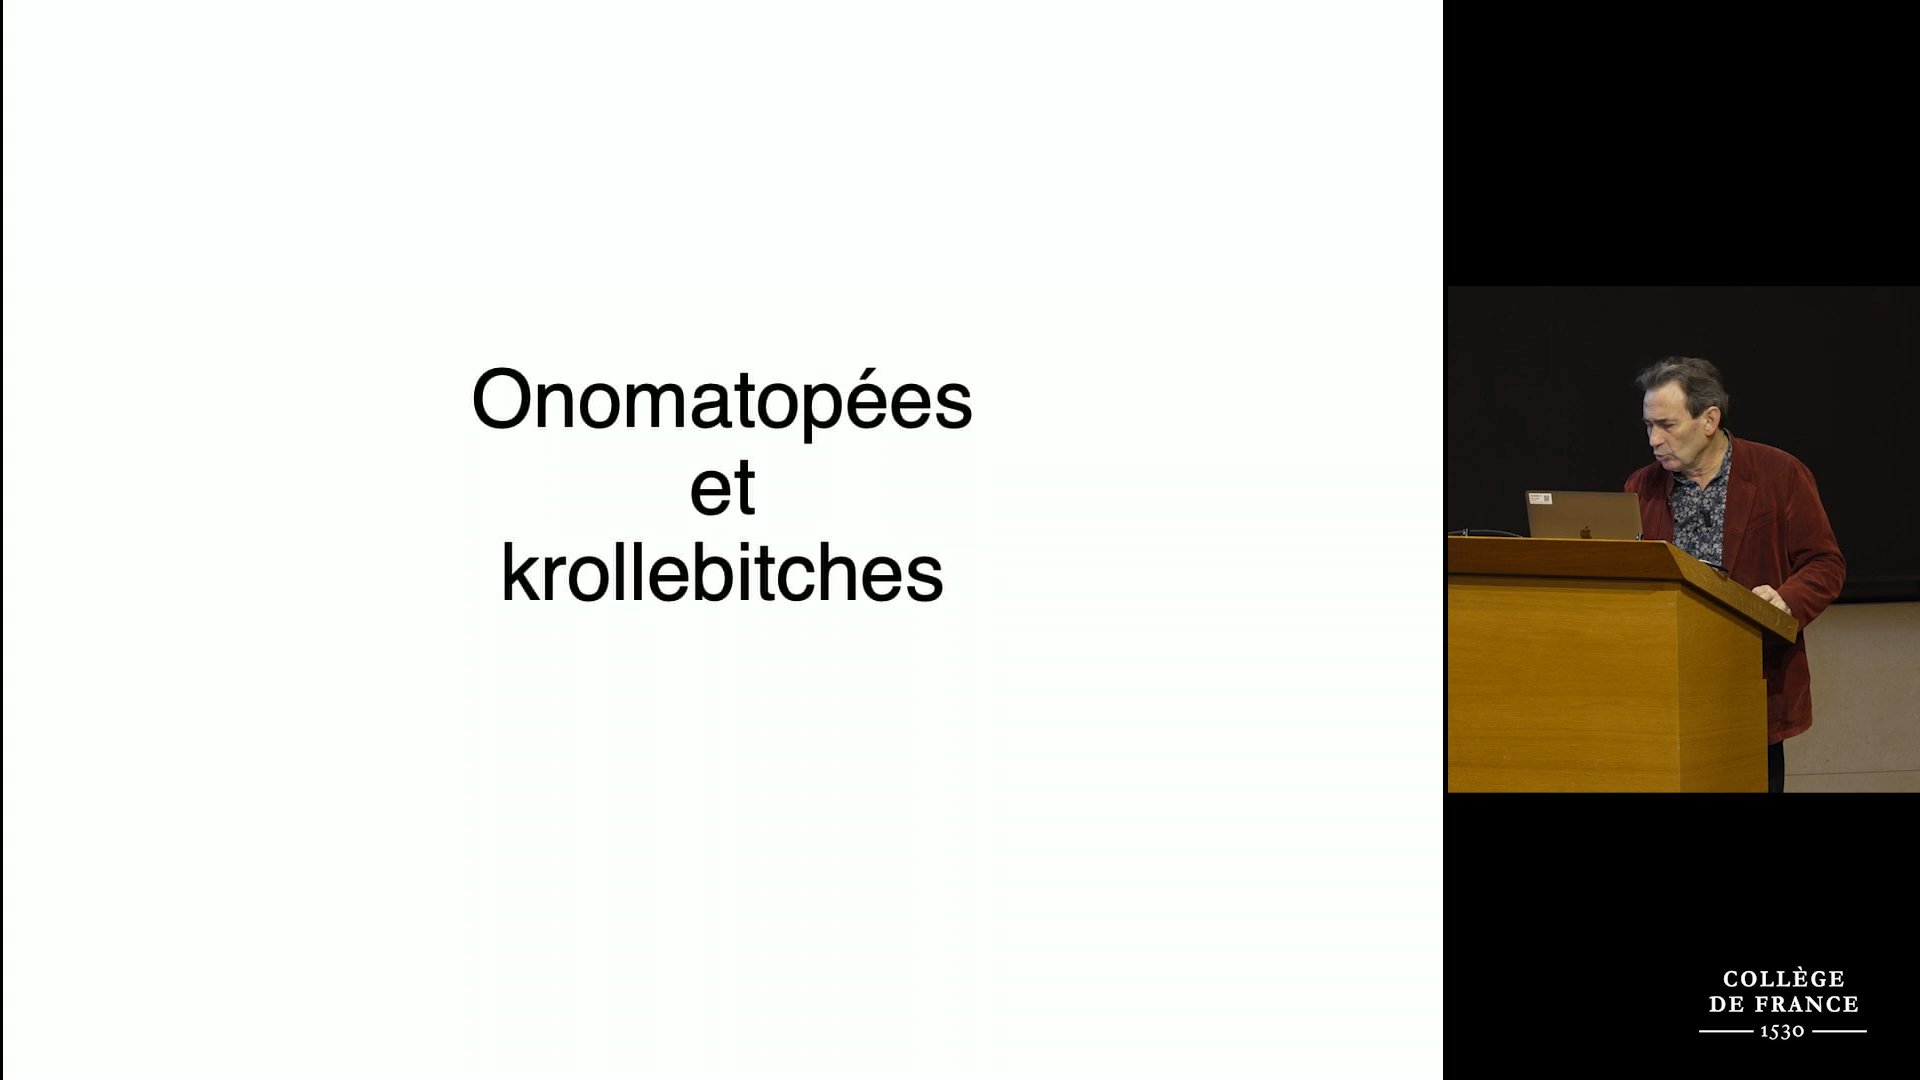 Onomatopées
et
krollebitches
COLLÈGE
DE FRANCE
1530